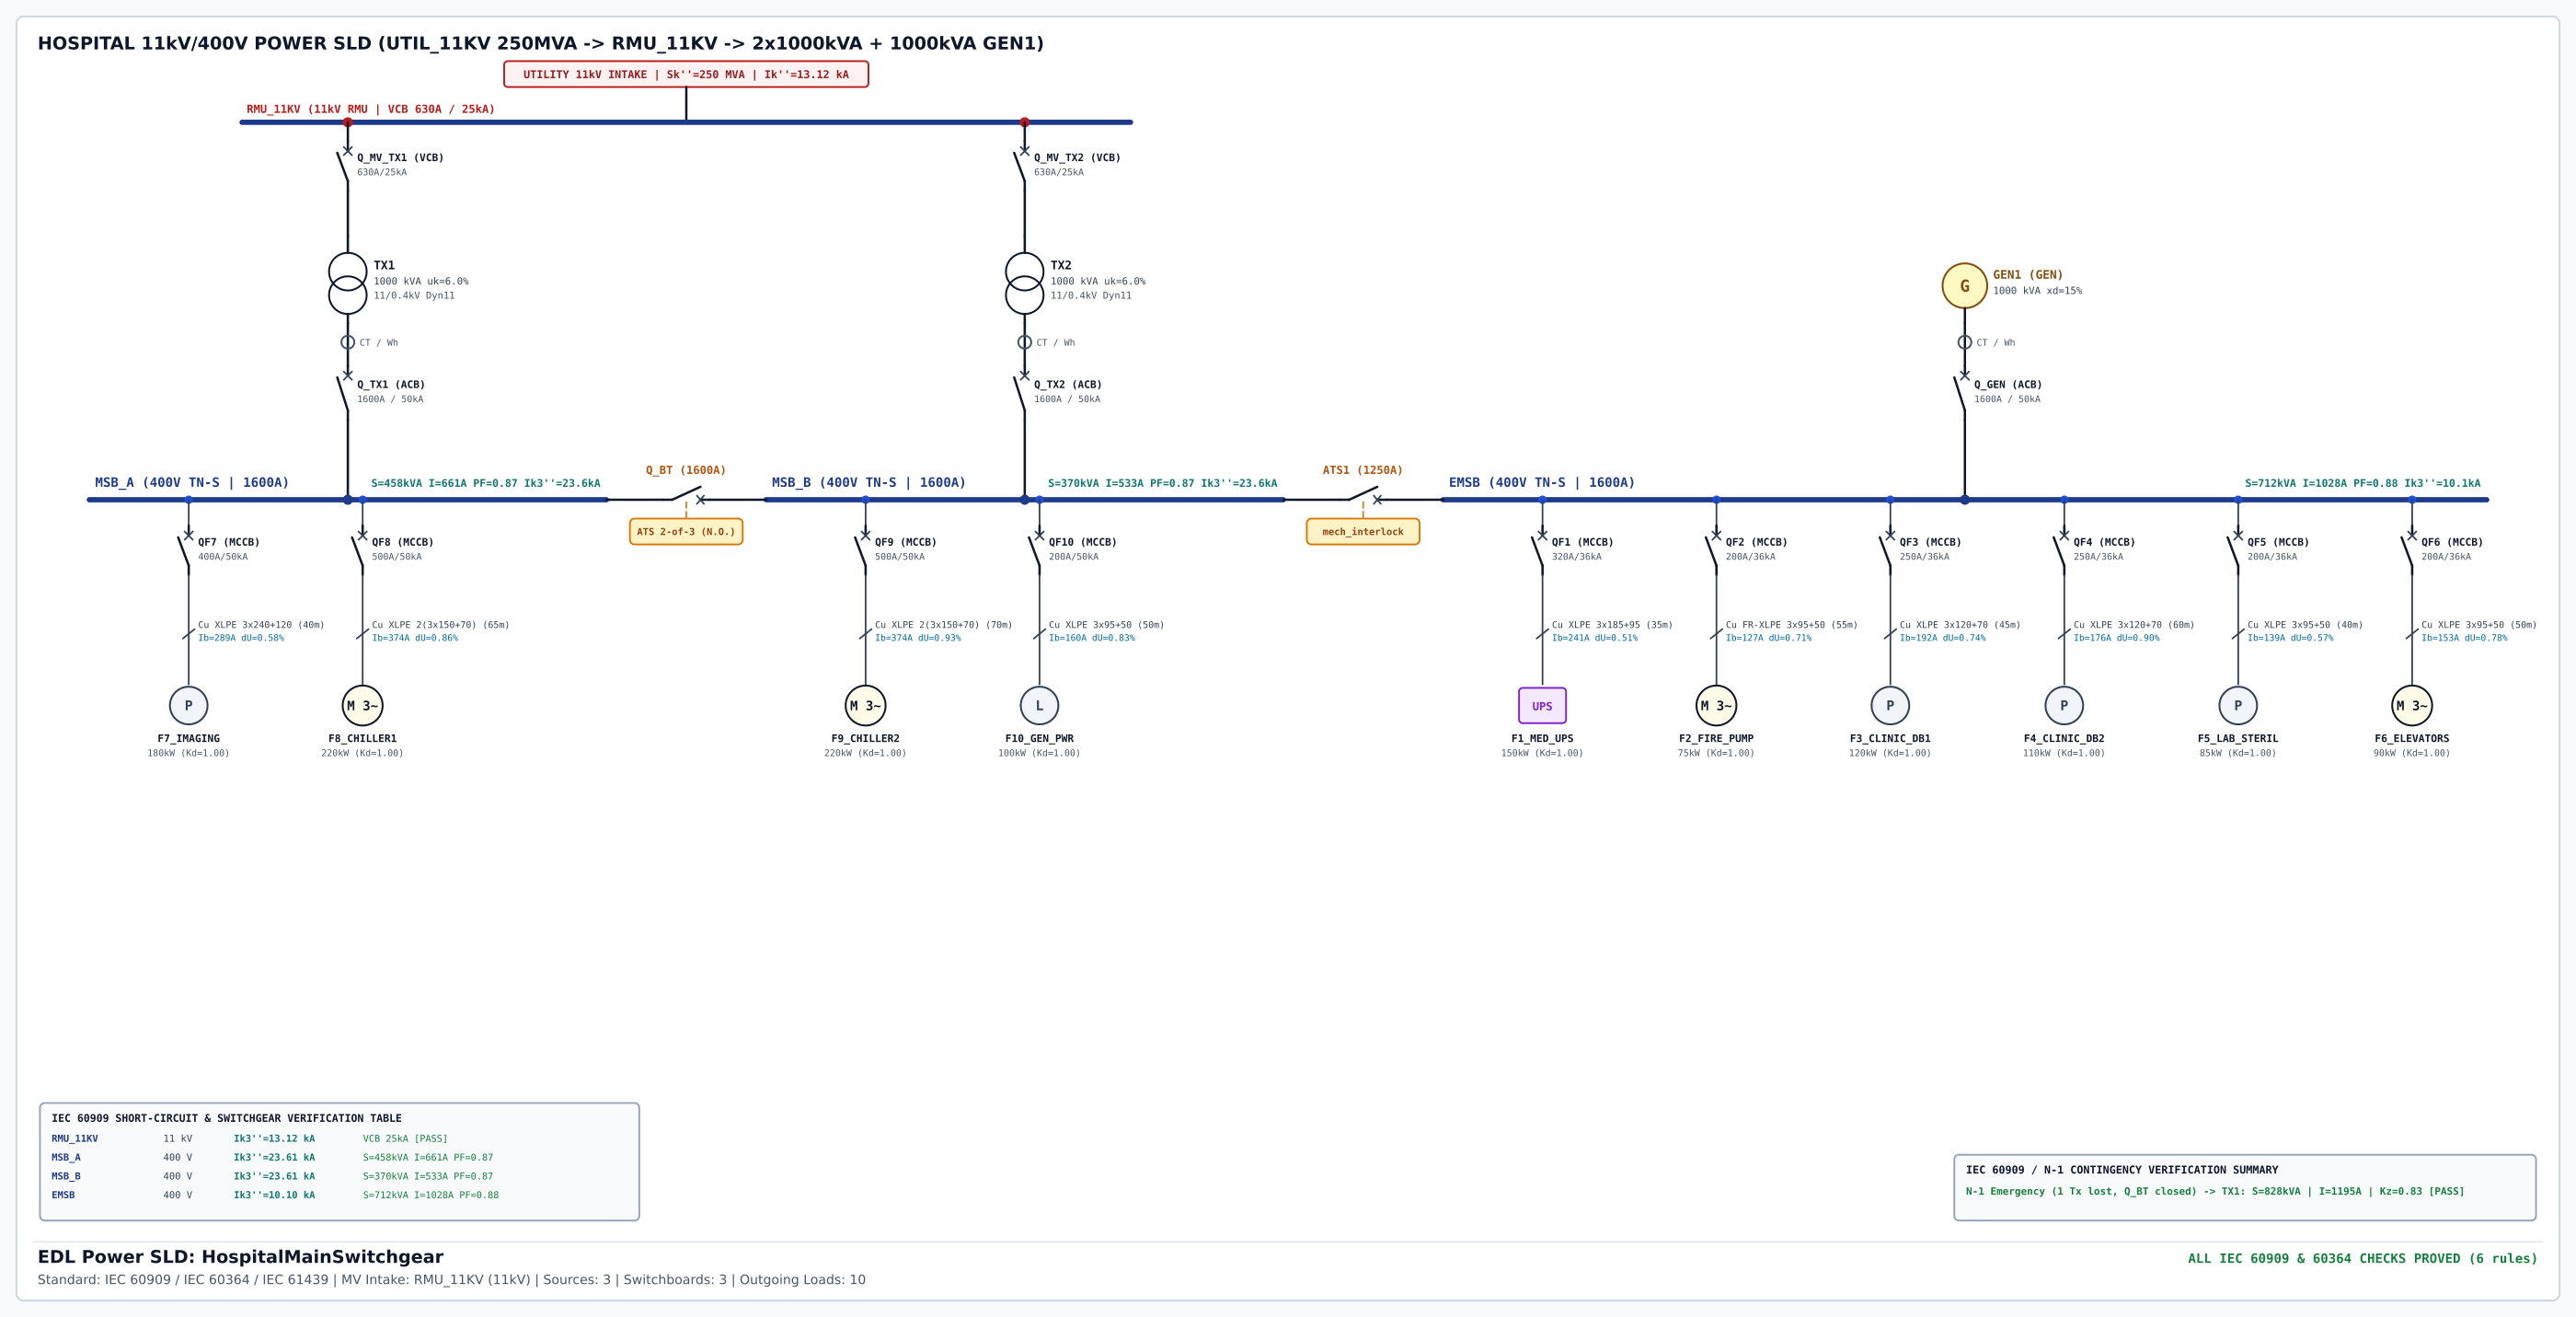 HOSPITAL 11kV/400V POWER SLD (UTIL_11KV 250MVA -> RMU_11KV -> 2x1000kVA + 1000kVA GEN1)
UTILITY 11kV INTAKE | Sk''=250 MVA | Ik''=13.12 kA
RMU_11KV (11kV RMU | VCB 630A / 25kA)
Q_MV_TX1 (VCB)
630A/25kA
Q_MV_TX2 (VCB)
630A/25kA
TX1
1000 kVA uk=6.0%
11/0.4kV Dyn11
TX2
1000 kVA uk=6.0%
11/0.4kV Dyn11
G
GEN1 (GEN)
1000 kVA xd=15%
CT / Wh
CT / Wh
CT / Wh
Q_TX1 (ACB)
1600A / 50kA
Q_TX2 (ACB)
1600A / 50kA
Q_GEN (ACB)
1600A / 50kA
MSB_A (400V TN-S | 1600A)
S=458kVA I=661A PF=0.87 Ik3''=23.6kA
Q_BT (1600A)
ATS 2-of-3 (N.O.)
MSB_B (400V TN-S | 1600A)
S=370kVA I=533A PF=0.87 Ik3''=23.6kA
ATS1 (1250A)
mech_interlock
EMSB (400V TN-S | 1600A)
S=712kVA I=1028A PF=0.88 Ik3''=10.1kA
QF7 (MCCB)
400A/50kA
Cu XLPE 3x240+120 (40m)
Ib=289A dU=0.58%
P
F7_IMAGING
180kW (Kd=1.00)
QF8 (MCCB)
500A/50kA
Cu XLPE 2(3x150+70) (65m)
Ib=374A dU=0.86%
M 3~
F8_CHILLER1
220kW (Kd=1.00)
QF9 (MCCB)
500A/50kA
Cu XLPE 2(3x150+70) (70m)
Ib=374A dU=0.93%
M 3~
F9_CHILLER2
220kW (Kd=1.00)
QF10 (MCCB)
200A/50kA
Cu XLPE 3x95+50 (50m)
Ib=160A dU=0.83%
L
F10_GEN_PWR
100kW (Kd=1.00)
QF1 (MCCB)
320A/36kA
Cu XLPE 3x185+95 (35m)
Ib=241A dU=0.51%
UPS
F1_MED_UPS
150kW (Kd=1.00)
QF2 (MCCB)
200A/36kA
Cu FR-XLPE 3x95+50 (55m)
Ib=127A dU=0.71%
M 3~
F2_FIRE_PUMP
75kW (Kd=1.00)
QF3 (MCCB)
250A/36kA
Cu XLPE 3x120+70 (45m)
Ib=192A dU=0.74%
P
F3_CLINIC_DB1
120kW (Kd=1.00)
QF4 (MCCB)
250A/36kA
Cu XLPE 3x120+70 (60m)
Ib=176A dU=0.90%
P
F4_CLINIC_DB2
110kW (Kd=1.00)
QF5 (MCCB)
200A/36kA
Cu XLPE 3x95+50 (40m)
Ib=139A dU=0.57%
P
F5_LAB_STERIL
85kW (Kd=1.00)
QF6 (MCCB)
200A/36kA
Cu XLPE 3x95+50 (50m)
Ib=153A dU=0.78%
M 3~
F6_ELEVATORS
90kW (Kd=1.00)
IEC 60909 SHORT-CIRCUIT & SWITCHGEAR VERIFICATION TABLE
RMU_11KV 11 kV Ik3''=13.12 kA VCB 25kA [PASS]
MSB_A 400 V Ik3''=23.61 kA S=458kVA I=661A PF=0.87
MSB_B 400 V Ik3''=23.61 kA S=370kVA I=533A PF=0.87
EMSB 400 V Ik3''=10.10 kA S=712kVA I=1028A PF=0.88
IEC 60909 / N-1 CONTINGENCY VERIFICATION SUMMARY
N-1 Emergency (1 Tx lost, Q_BT closed) -> TX1: S=828kVA | I=1195A | Kz=0.83 [PASS]
EDL Power SLD: HospitalMainSwitchgear
ALL IEC 60909 & 60364 CHECKS PROVED (6 rules)
Standard: IEC 60909 / IEC 60364 / IEC 61439 | MV Intake: RMU_11KV (11kV) | Sources: 3 | Switchboards: 3 | Outgoing Loads: 10